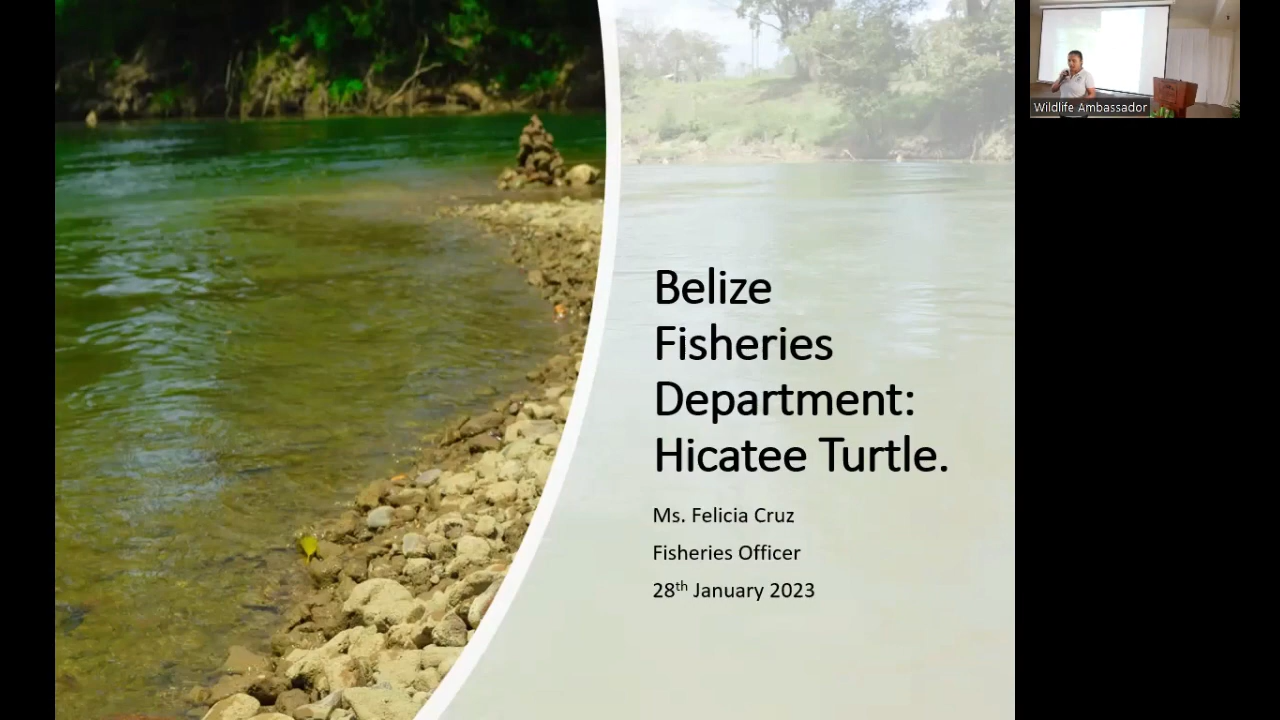 Wildlife Ambassador
Belize
Fisheries
Department:
Hicatee Turtle.
Ms. Felicia Cruz
Fisheries Officer
28th January 2023